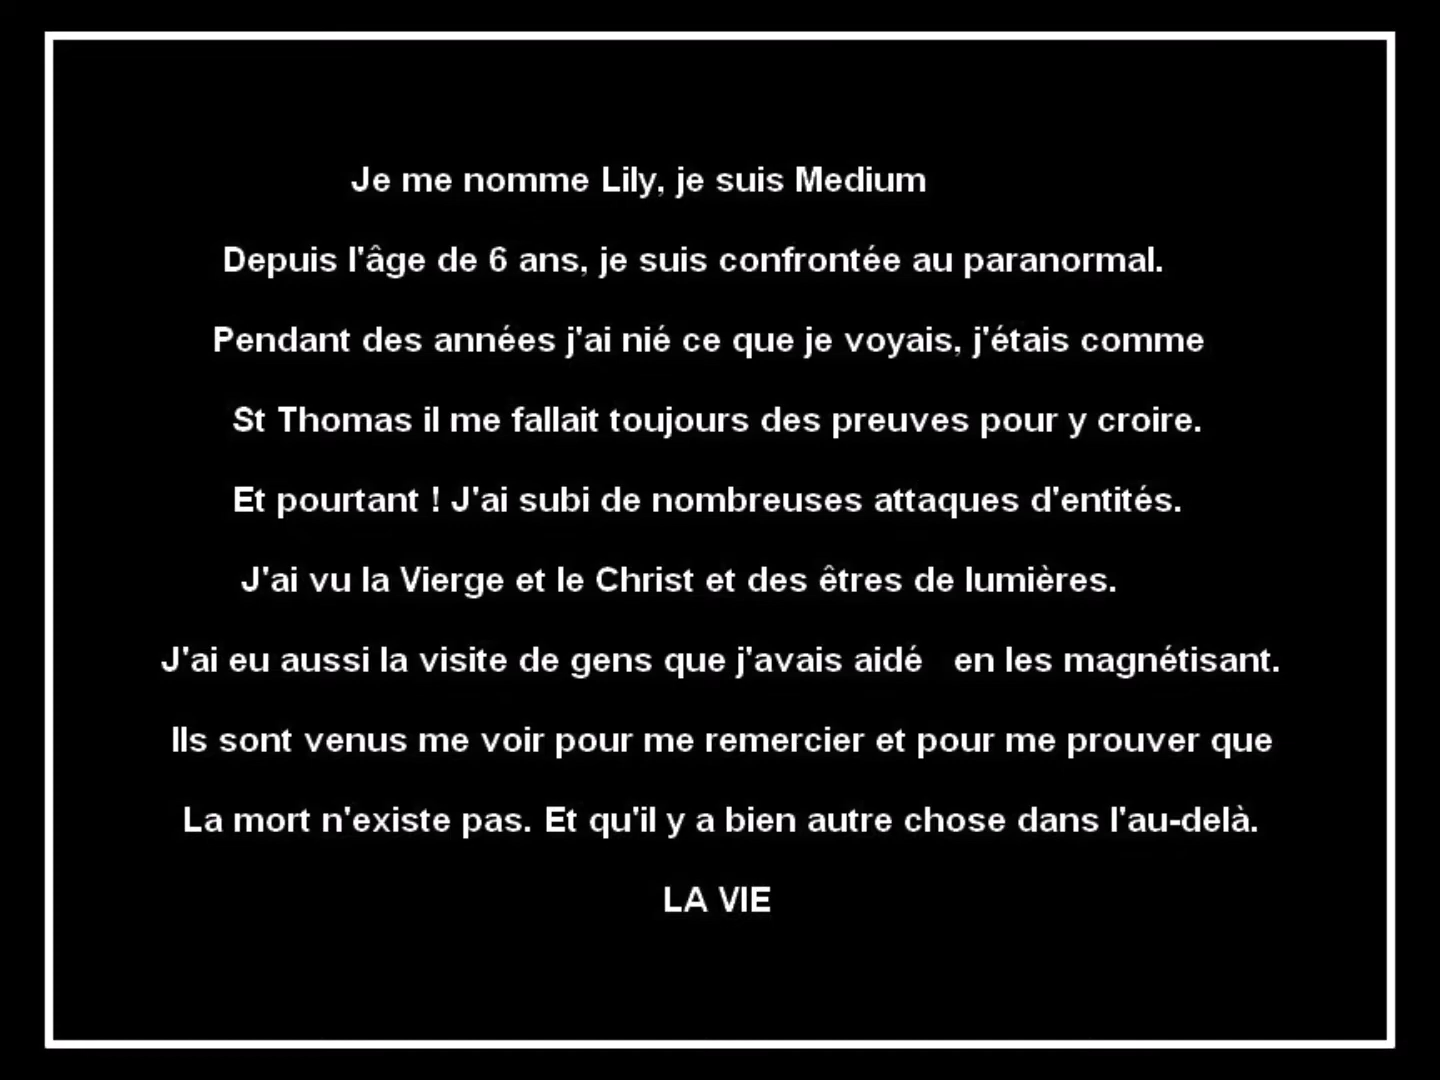 Je me nomme Lily, je suis Medium
Depuis l'âge de 6 ans, je suis confrontée au paranormal.
Pendant des années j'ai nié ce que je voyais, j'étais comme
St Thomas il me fallait toujours des preuves pour y croire.
Et pourtant ! J'ai subi de nombreuses attaques d'entités.
J'ai vu la Vierge et le Christ et des êtres de lumières.
J'ai eu aussi la visite de gens que j'avais aidé   en les magnétisant.
Ils sont venus me voir pour me remercier et pour me prouver que
La mort n'existe pas. Et qu'il y a bien autre chose dans l'au-delà.
LA VIE